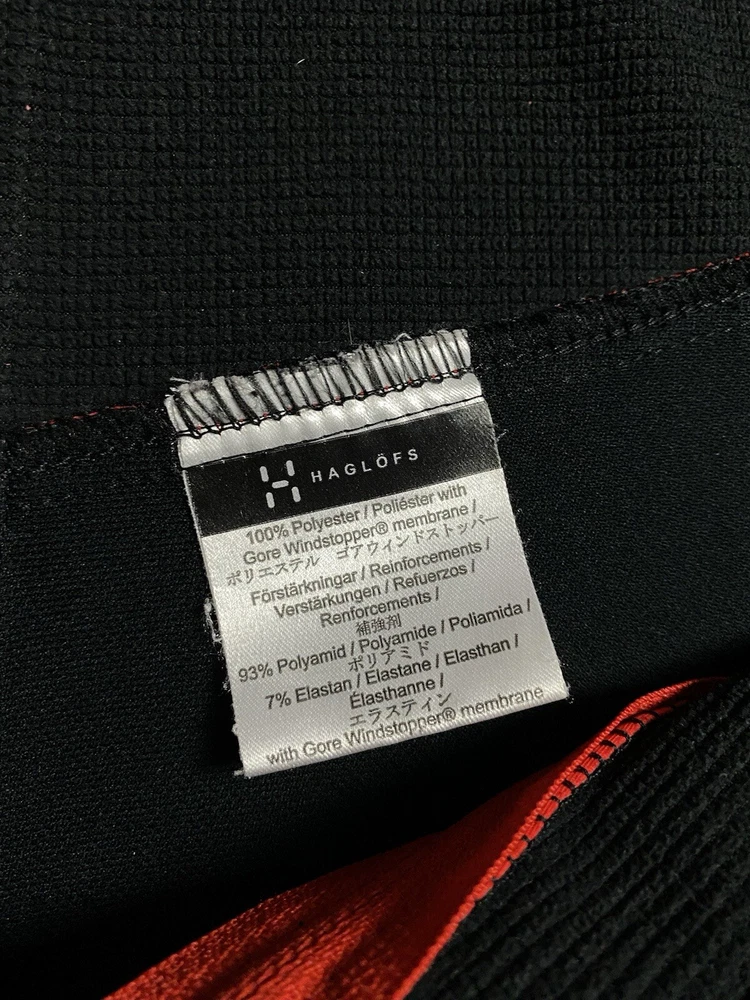 HAGLÖFS
100% Polyester / Poliéster with
Gore Windstopper® membrane /
ポリエステル ゴアウィンドストッパー
Förstärkningar / Reinforcements /
Verstärkungen / Refuerzos /
Renforcements /
補強剤
93% Polyamid / Polyamide / Poliamida /
ポリアミド
7% Elastan / Elastane / Elasthan /
Élasthanne /
エラスティン
with Gore Windstopper® membrane